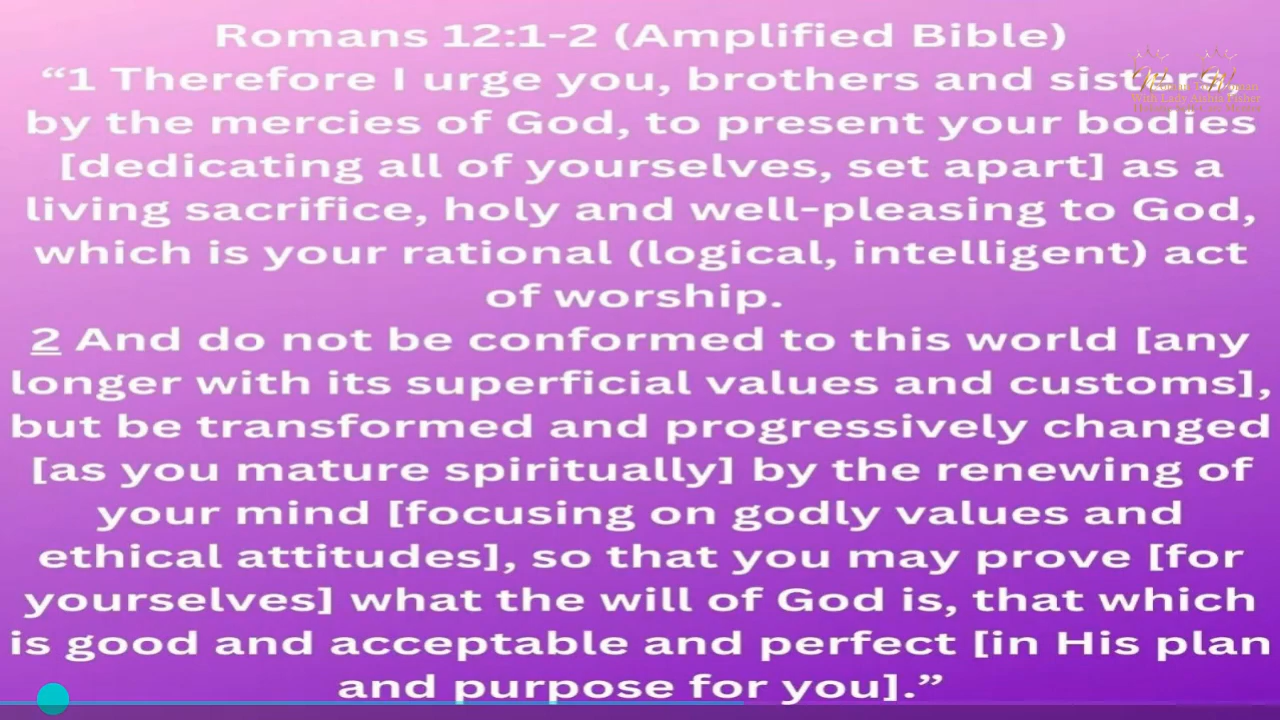 Romans 12:1-2 (Amplified Bible)
“1 Therefore I urge you, brothers and sisters,
by the mercies of God, to present your bodies
[dedicating all of yourselves, set apart] as a
living sacrifice, holy and well-pleasing to God,
which is your rational (logical, intelligent) act
of worship.
2 And do not be conformed to this world [any
longer with its superficial values and customs],
but be transformed and progressively changed
[as you mature spiritually] by the renewing of
your mind [focusing on godly values and
ethical attitudes], so that you may prove [for
yourselves] what the will of God is, that which
is good and acceptable and perfect [in His plan
and purpose for you].”
Woman Woman
With Lady Aishia Fisher